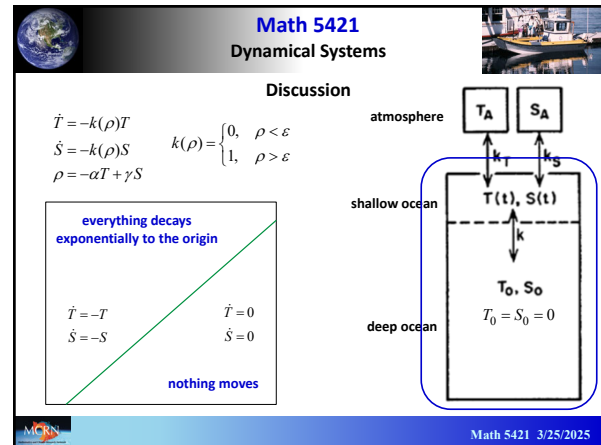 Math 5421
Dynamical Systems
Discussion
Ṫ = −k(ρ)T
Ṡ = −k(ρ)S
ρ = −αT + γS
k(ρ) = {0, ρ < ε
1, ρ > ε
everything decays
exponentially to the origin
Ṫ = −T
Ṡ = −S
Ṫ = 0
Ṡ = 0
nothing moves
atmosphere
T_A
S_A
k_T
k_S
shallow ocean
T(t), S(t)
k
T_0, S_0
T_0 = S_0 = 0
deep ocean
MCRN
Math 5421 3/25/2025